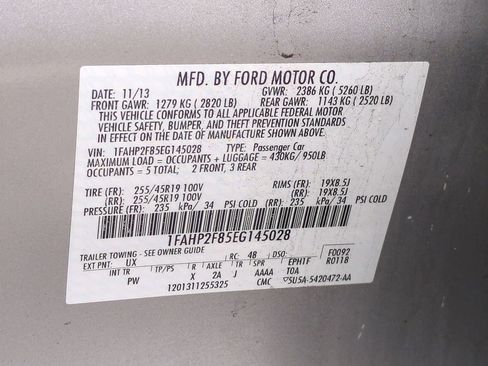 MFD. BY FORD MOTOR CO.
DATE: 11/13 GVWR: 2386 KG ( 5260 LB)
FRONT GAWR: 1279 KG ( 2820 LB) REAR GAWR: 1143 KG ( 2520 LB)
THIS VEHICLE CONFORMS TO ALL APPLICABLE FEDERAL MOTOR
VEHICLE SAFETY, BUMPER, AND THEFT PREVENTION STANDARDS
IN EFFECT ON THE DATE OF MANUFACTURE SHOWN ABOVE.
VIN: 1FAHP2F85EG145028 TYPE: Passenger Car
MAXIMUM LOAD = OCCUPANTS + LUGGAGE = 430KG/ 950LB
OCCUPANTS = 5 TOTAL; 2 FRONT, 3 REAR
TIRE (FR): 255/45R19 100V RIMS (FR): 19X8.5J
(RR): 255/45R19 100V (RR): 19X8.5J
PRESSURE (FR): 235 kPa/ 34 PSI COLD (RR): 235 kPa/ 34 PSI COLD
1FAHP2F85EG145028
TRAILER TOWING - SEE OWNER GUIDE RC: 48 DSO: F0092
EXT PNT: UX R AXLE TR SPR EPHTF R0118
INT TR TP/PS X 2A J AAAA TOA
PW CMC 5U5A-5420472-AA
1201311255325